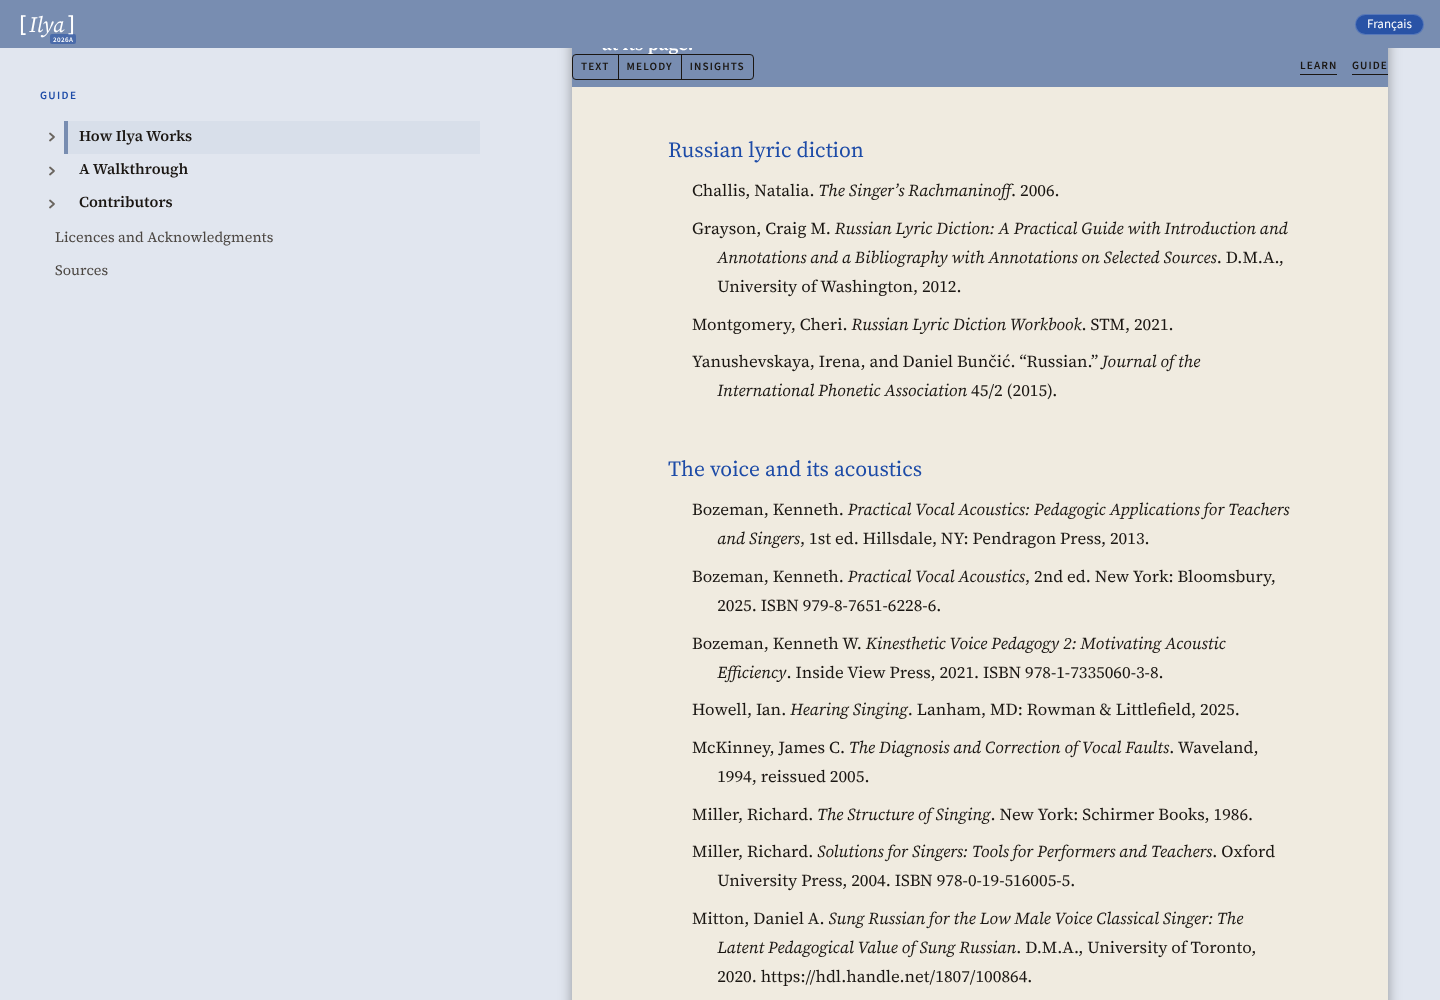 [Ilya]
2026A
Français
at its page.
TEXT MELODY INSIGHTS
LEARN GUIDE
GUIDE
How Ilya Works
A Walkthrough
Contributors
Licences and Acknowledgments
Sources
Russian lyric diction
Challis, Natalia. The Singer’s Rachmaninoff. 2006.
Grayson, Craig M. Russian Lyric Diction: A Practical Guide with Introduction and
Annotations and a Bibliography with Annotations on Selected Sources. D.M.A.,
University of Washington, 2012.
Montgomery, Cheri. Russian Lyric Diction Workbook. STM, 2021.
Yanushevskaya, Irena, and Daniel Bunčić. “Russian.” Journal of the
International Phonetic Association 45/2 (2015).
The voice and its acoustics
Bozeman, Kenneth. Practical Vocal Acoustics: Pedagogic Applications for Teachers
and Singers, 1st ed. Hillsdale, NY: Pendragon Press, 2013.
Bozeman, Kenneth. Practical Vocal Acoustics, 2nd ed. New York: Bloomsbury,
2025. ISBN 979-8-7651-6228-6.
Bozeman, Kenneth W. Kinesthetic Voice Pedagogy 2: Motivating Acoustic
Efficiency. Inside View Press, 2021. ISBN 978-1-7335060-3-8.
Howell, Ian. Hearing Singing. Lanham, MD: Rowman & Littlefield, 2025.
McKinney, James C. The Diagnosis and Correction of Vocal Faults. Waveland,
1994, reissued 2005.
Miller, Richard. The Structure of Singing. New York: Schirmer Books, 1986.
Miller, Richard. Solutions for Singers: Tools for Performers and Teachers. Oxford
University Press, 2004. ISBN 978-0-19-516005-5.
Mitton, Daniel A. Sung Russian for the Low Male Voice Classical Singer: The
Latent Pedagogical Value of Sung Russian. D.M.A., University of Toronto,
2020. https://hdl.handle.net/1807/100864.